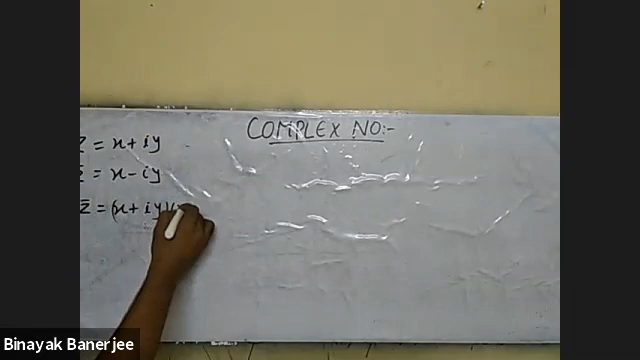 COMPLEX NO:-
z = x + iy
z̄ = x - iy
z̄ = (x + iy)(
Binayak Banerjee